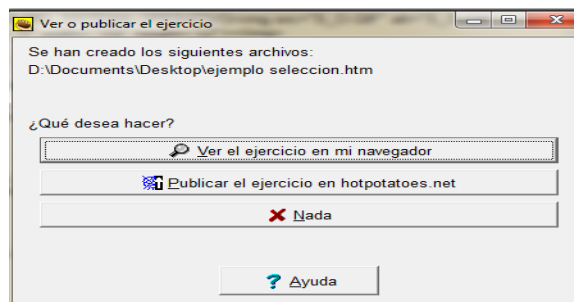 Ver o publicar el ejercicio
Se han creado los siguientes archivos:
D:\Documents\Desktop\ejemplo seleccion.htm
¿Qué desea hacer?
Ver el ejercicio en mi navegador
Publicar el ejercicio en hotpotatoes.net
Nada
? Ayuda